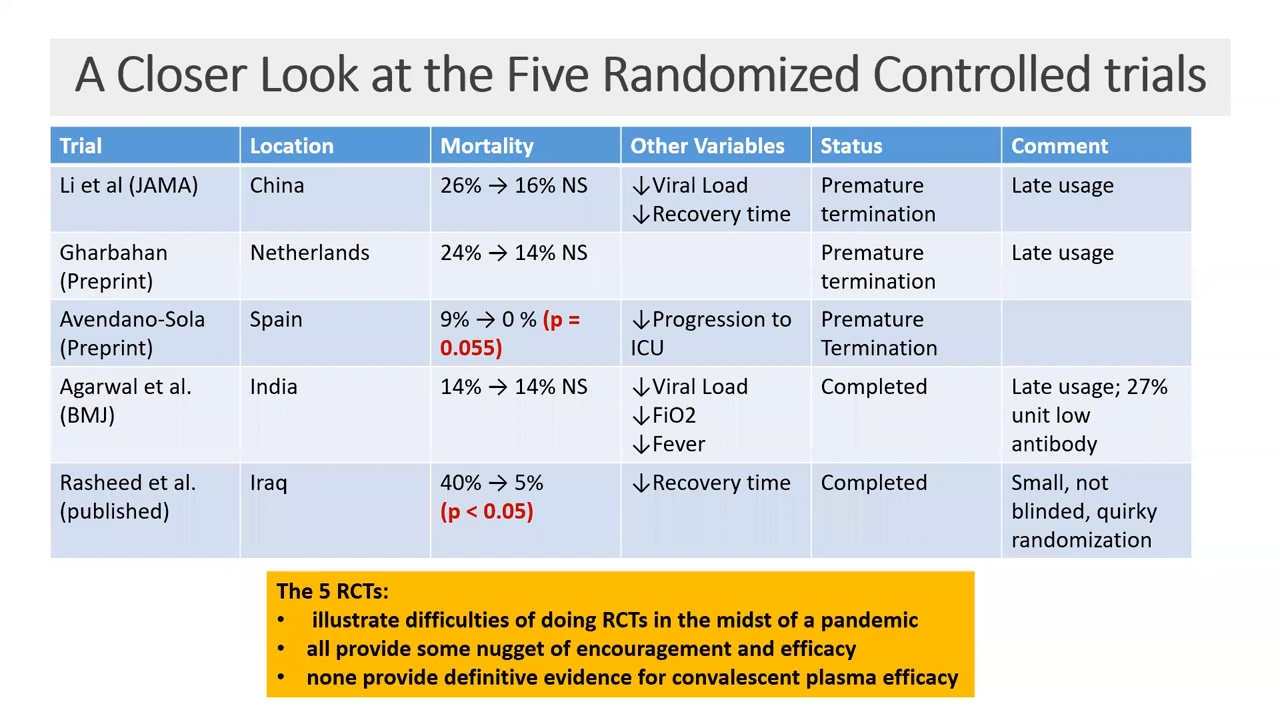 A Closer Look at the Five Randomized Controlled trials
Trial Location Mortality Other Variables Status Comment
Li et al (JAMA) China 26% → 16% NS ↓Viral Load Premature Late usage
↓Recovery time termination
Gharbahan Netherlands 24% → 14% NS Premature Late usage
(Preprint) termination
Avendano-Sola Spain 9% → 0 % (p = ↓Progression to Premature
(Preprint) 0.055) ICU Termination
Agarwal et al. India 14% → 14% NS ↓Viral Load Completed Late usage; 27%
(BMJ) ↓FiO2 unit low
↓Fever antibody
Rasheed et al. Iraq 40% → 5% ↓Recovery time Completed Small, not
(published) (p < 0.05) blinded, quirky
randomization
The 5 RCTs:
• illustrate difficulties of doing RCTs in the midst of a pandemic
• all provide some nugget of encouragement and efficacy
• none provide definitive evidence for convalescent plasma efficacy